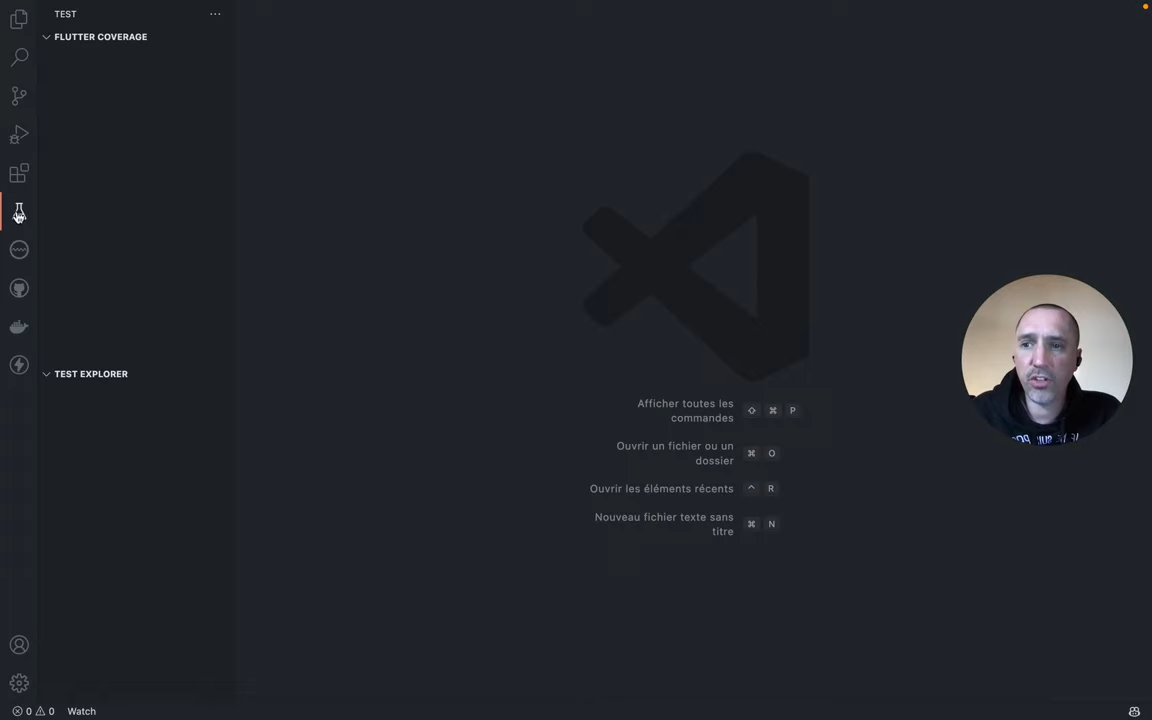 TEST
FLUTTER COVERAGE
TEST EXPLORER
Afficher toutes les
commandes
⇧ ⌘ P
Ouvrir un fichier ou un
dossier
⌘ O
Ouvrir les éléments récents
⌃ R
Nouveau fichier texte sans
titre
⌘ N
0 0 Watch